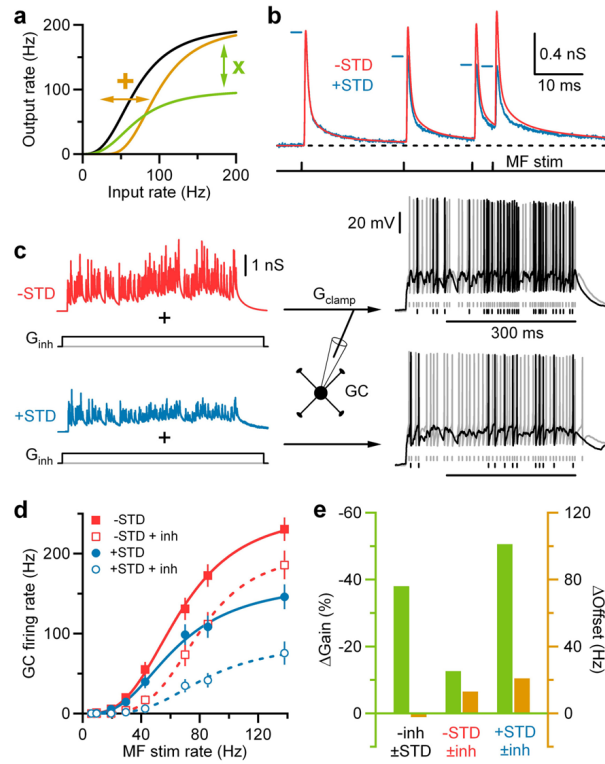 a
Output rate (Hz)
200
100
0
0
100
200
Input rate (Hz)
+
x
b
-STD
+STD
0.4 nS
10 ms
MF stim
c
-STD
1 nS
+
Ginh
+STD
+
Ginh
Gclamp
GC
20 mV
300 ms
d
GC firing rate (Hz)
200
100
0
0
40
80
120
MF stim rate (Hz)
-STD
-STD + inh
+STD
+STD + inh
e
ΔGain (%)
-60
-40
-20
0
ΔOffset (Hz)
120
80
40
0
-inh
±STD
-STD
±inh
+STD
±inh